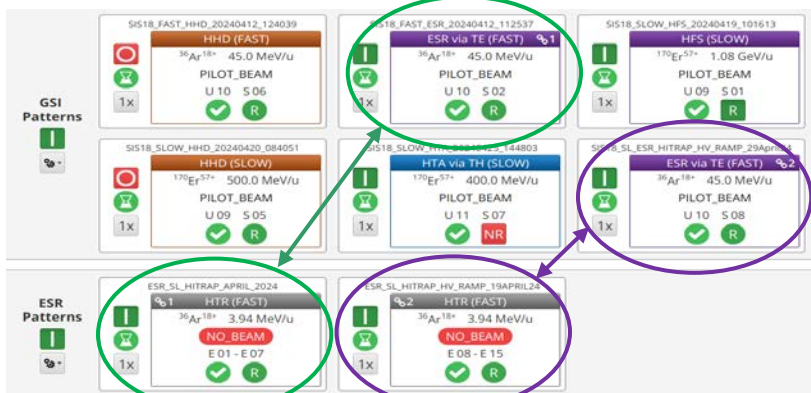 SIS18_FAST_HHD_20240412_124039
HHD (FAST)
36Ar18+ 45.0 MeV/u
PILOT_BEAM
U 10 S 06
R
1x
SIS18_FAST_ESR_20240412_112537
ESR via TE (FAST) 1
36Ar18+ 45.0 MeV/u
PILOT_BEAM
U 10 S 02
R
1x
SIS18_SLOW_HFS_20240419_101613
HFS (SLOW)
170Er57+ 1.08 GeV/u
PILOT_BEAM
U 09 S 01
R
1x
GSI
Patterns
SIS18_SLOW_HHD_20240420_084051
HHD (SLOW)
170Er57+ 500.0 MeV/u
PILOT_BEAM
U 09 S 05
R
1x
HTA via TH (SLOW)
170Er57+ 400.0 MeV/u
PILOT_BEAM
U 11 S 07
NR
1x
SIS18_SL_ESR_HITRAP_HV_RAMP_29April24
ESR via TE (FAST) 2
36Ar18+ 45.0 MeV/u
PILOT_BEAM
U 10 S 08
R
1x
ESR
Patterns
ESR_SL_HITRAP_APRIL_2024
1 HTR (FAST)
36Ar18+ 3.94 MeV/u
NO_BEAM
E 01 - E 07
R
1x
ESR_SL_HITRAP_HV_RAMP_19APRIL24
2 HTR (FAST)
36Ar18+ 3.94 MeV/u
NO_BEAM
E 08 - E 15
R
1x